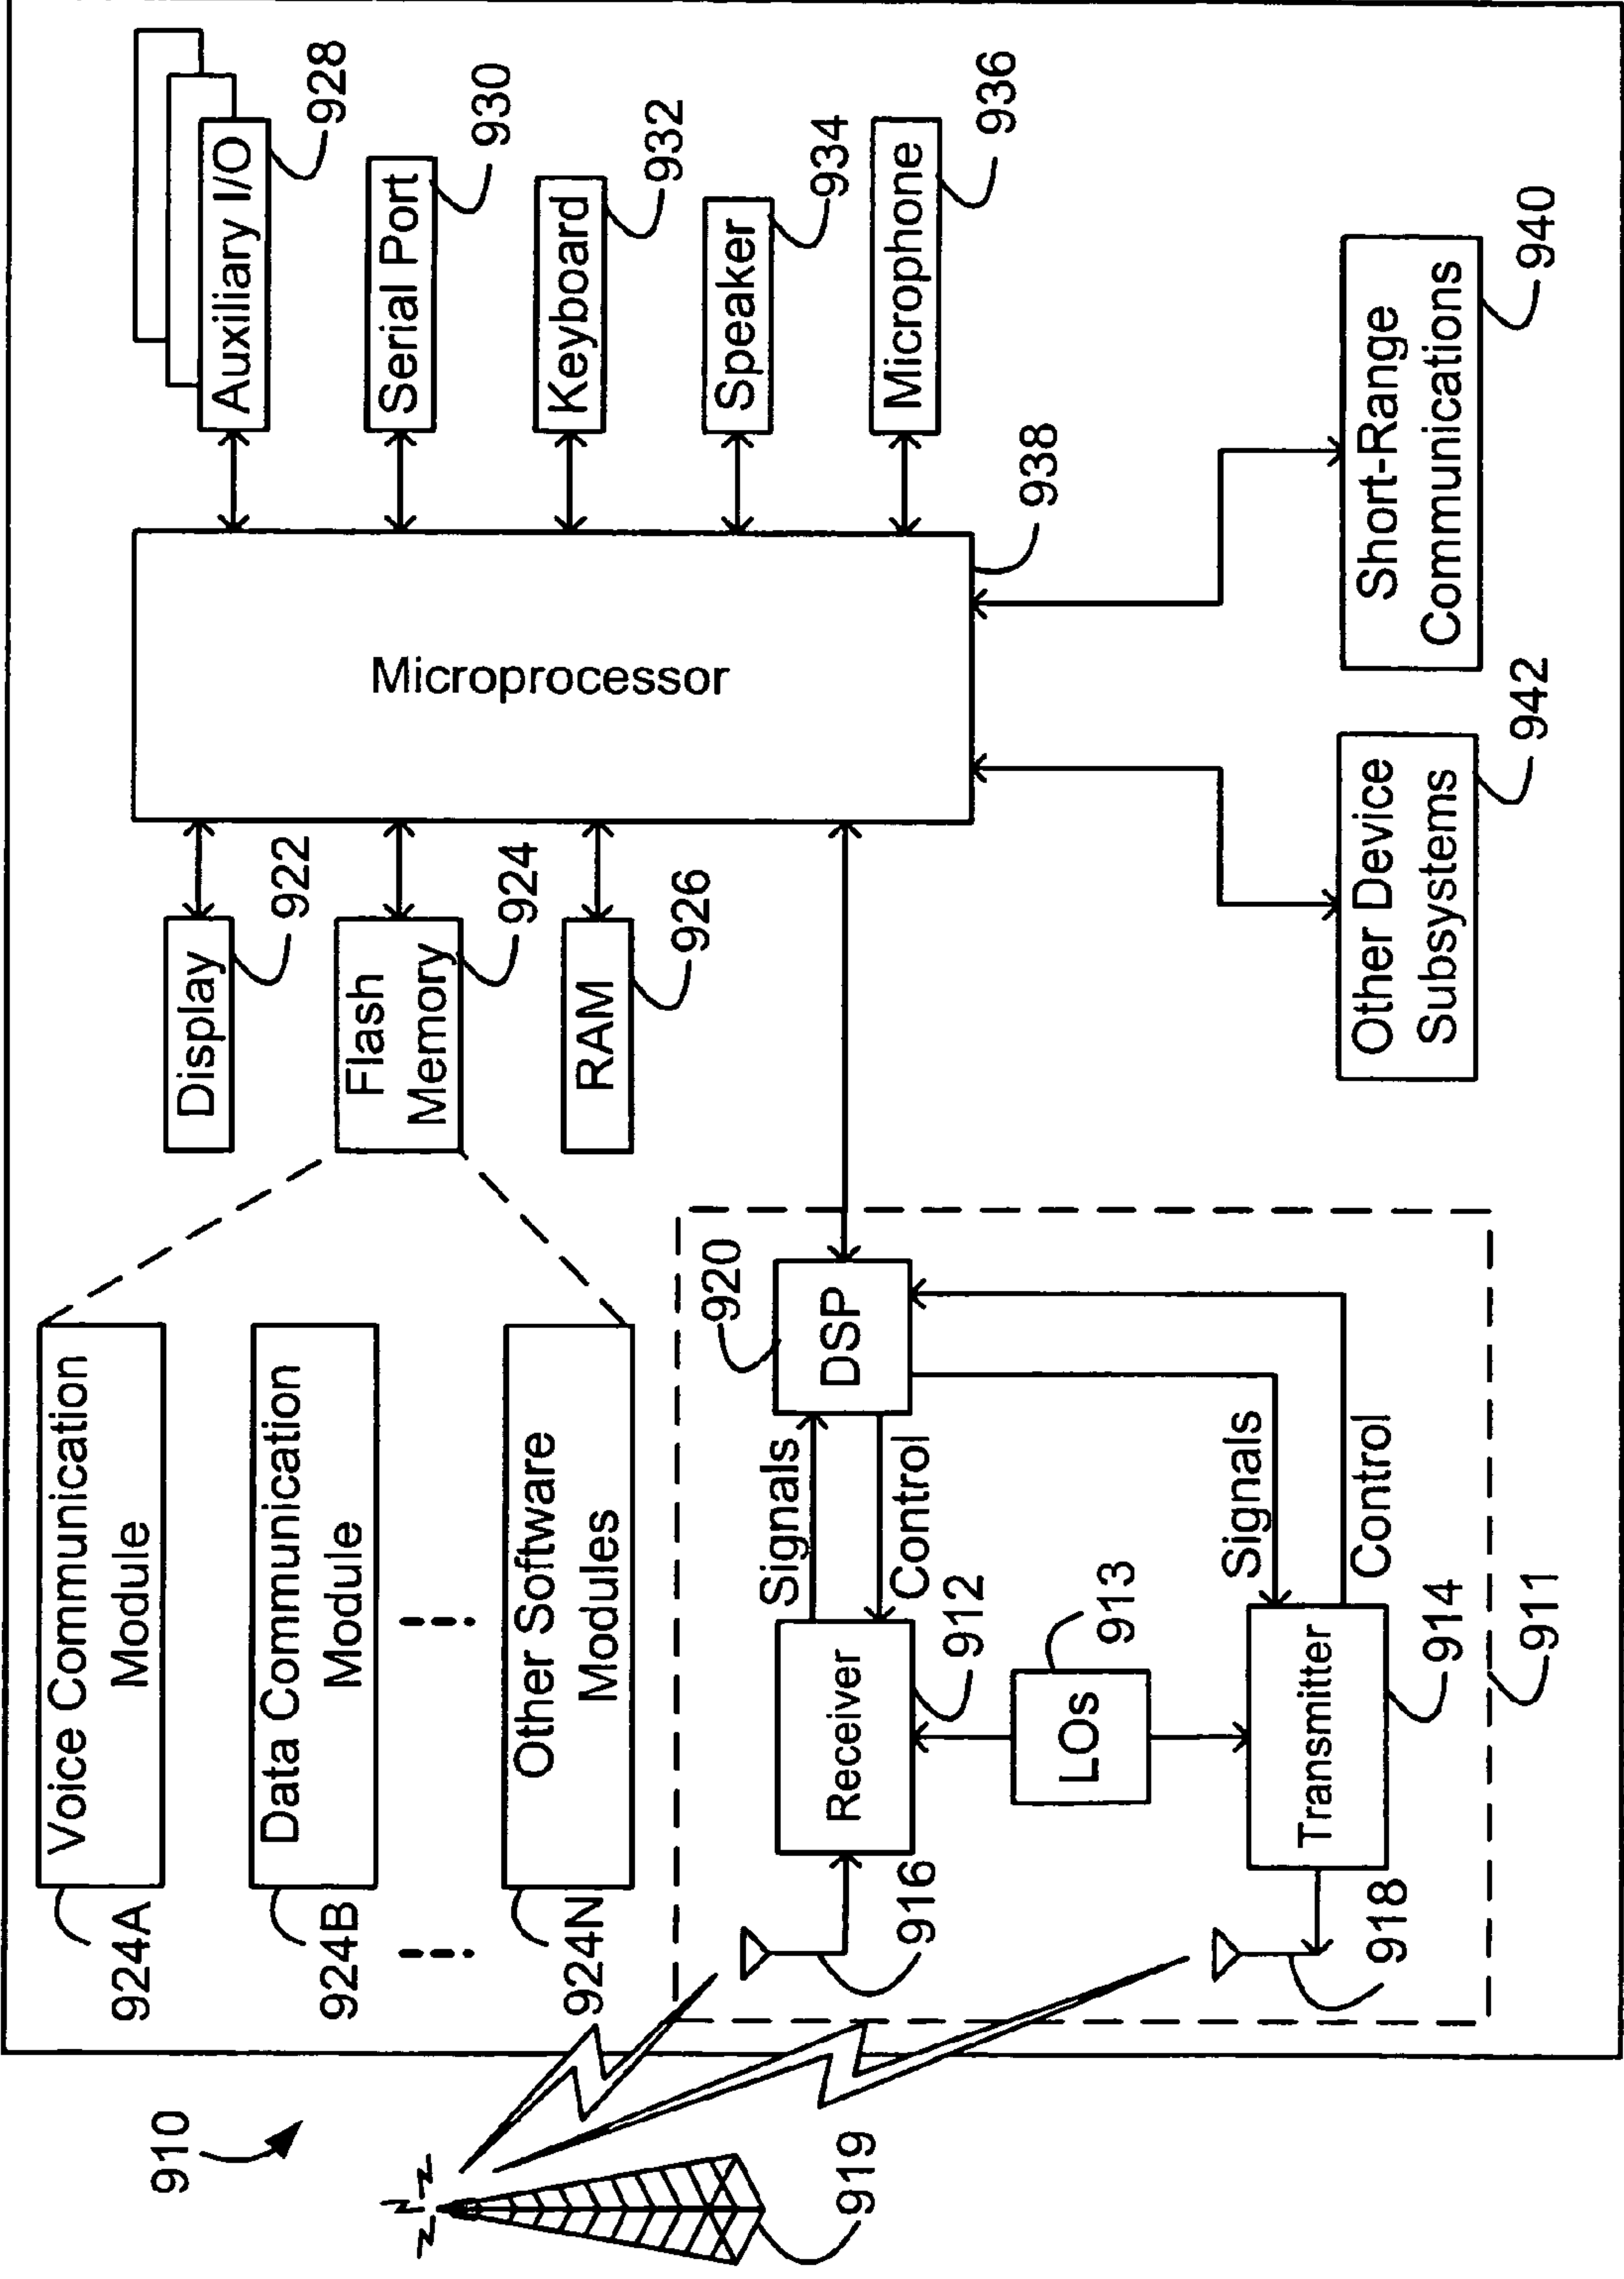 910
919
Voice Communication
Module
924A
Data Communication
Module
924B
Other Software
Modules
924N
Display
922
Flash
Memory
924
RAM
926
Microprocessor
938
Auxiliary I/O
928
Serial Port
930
Keyboard
932
Speaker
934
Microphone
936
Short-Range
Communications
940
Other Device
Subsystems
942
DSP
920
Signals
Control
Receiver
912
916
LOs
913
Signals
Control
Transmitter
914
918
911